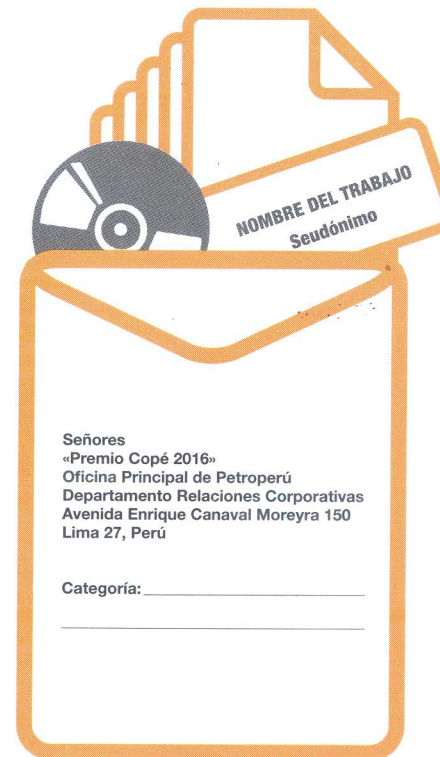 NOMBRE DEL TRABAJO
Seudónimo
Señores
«Premio Copé 2016»
Oficina Principal de Petroperú
Departamento Relaciones Corporativas
Avenida Enrique Canaval Moreyra 150
Lima 27, Perú
Categoría: